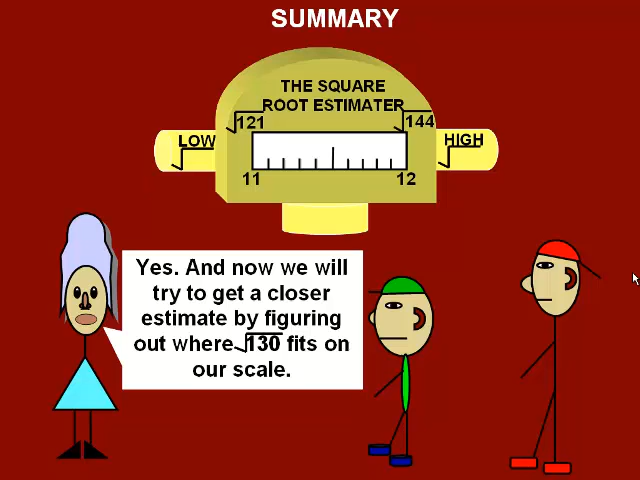 SUMMARY
THE SQUARE
ROOT ESTIMATER
√121
√144
LOW
√
HIGH
√
11
12
Yes. And now we will
try to get a closer
estimate by figuring
out where √130 fits on
our scale.